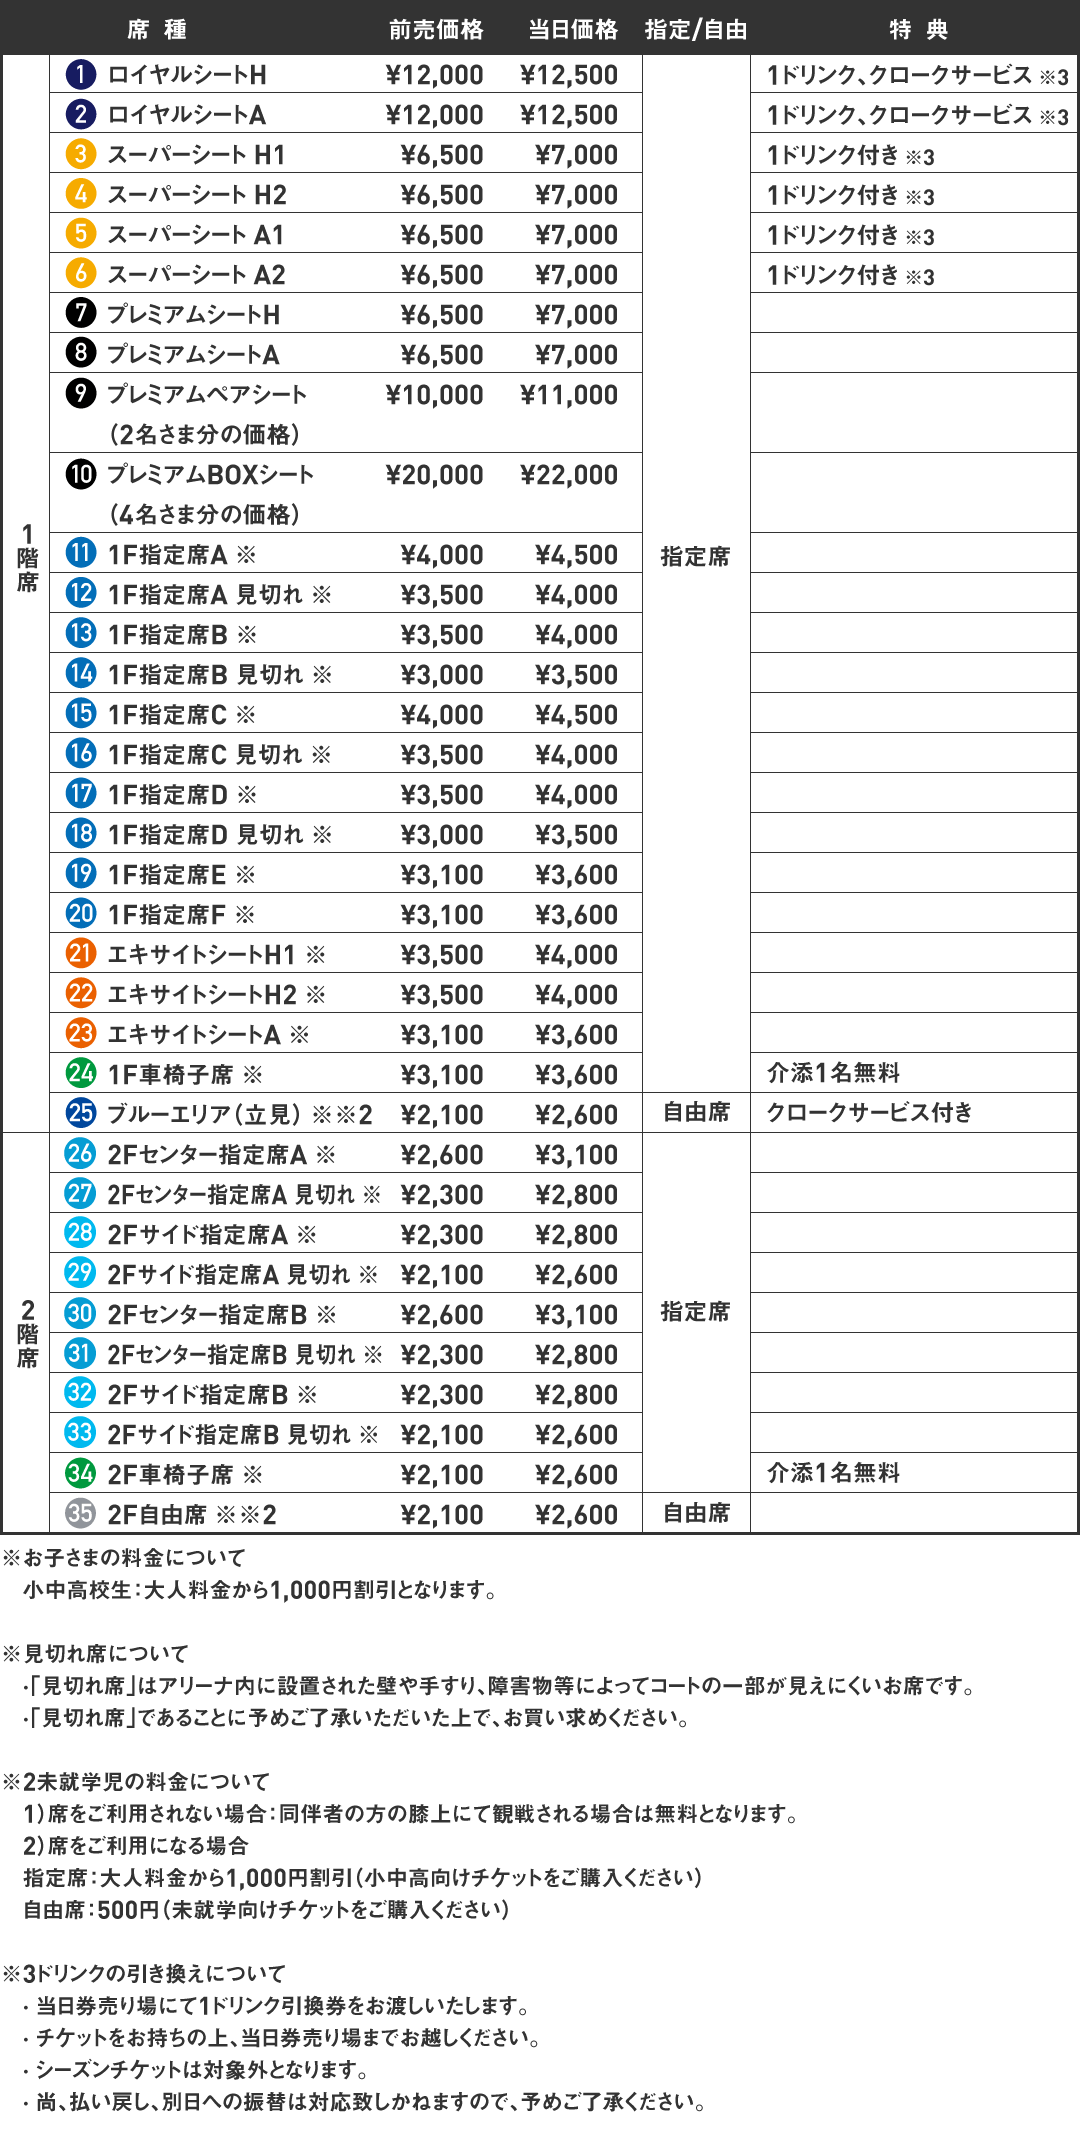 席 種 前売価格 当日価格 指定/自由 特 典
1階席
1 ロイヤルシートH ¥12,000 ¥12,500 1ドリンク、クロークサービス ※3
2 ロイヤルシートA ¥12,000 ¥12,500 1ドリンク、クロークサービス ※3
3 スーパーシート H1 ¥6,500 ¥7,000 1ドリンク付き ※3
4 スーパーシート H2 ¥6,500 ¥7,000 1ドリンク付き ※3
5 スーパーシート A1 ¥6,500 ¥7,000 1ドリンク付き ※3
6 スーパーシート A2 ¥6,500 ¥7,000 1ドリンク付き ※3
7 プレミアムシートH ¥6,500 ¥7,000
8 プレミアムシートA ¥6,500 ¥7,000
9 プレミアムペアシート ¥10,000 ¥11,000
(2名さま分の価格)
10 プレミアムBOXシート ¥20,000 ¥22,000
(4名さま分の価格)
11 1F指定席A ※ ¥4,000 ¥4,500 指定席
12 1F指定席A 見切れ ※ ¥3,500 ¥4,000
13 1F指定席B ※ ¥3,500 ¥4,000
14 1F指定席B 見切れ ※ ¥3,000 ¥3,500
15 1F指定席C ※ ¥4,000 ¥4,500
16 1F指定席C 見切れ ※ ¥3,500 ¥4,000
17 1F指定席D ※ ¥3,500 ¥4,000
18 1F指定席D 見切れ ※ ¥3,000 ¥3,500
19 1F指定席E ※ ¥3,100 ¥3,600
20 1F指定席F ※ ¥3,100 ¥3,600
21 エキサイトシートH1 ※ ¥3,500 ¥4,000
22 エキサイトシートH2 ※ ¥3,500 ¥4,000
23 エキサイトシートA ※ ¥3,100 ¥3,600
24 1F車椅子席 ※ ¥3,100 ¥3,600 介添1名無料
25 ブルーエリア(立見) ※※2 ¥2,100 ¥2,600 自由席 クロークサービス付き
2階席
26 2Fセンター指定席A ※ ¥2,600 ¥3,100
27 2Fセンター指定席A 見切れ ※ ¥2,300 ¥2,800
28 2Fサイド指定席A ※ ¥2,300 ¥2,800
29 2Fサイド指定席A 見切れ ※ ¥2,100 ¥2,600
30 2Fセンター指定席B ※ ¥2,600 ¥3,100 指定席
31 2Fセンター指定席B 見切れ ※ ¥2,300 ¥2,800
32 2Fサイド指定席B ※ ¥2,300 ¥2,800
33 2Fサイド指定席B 見切れ ※ ¥2,100 ¥2,600
34 2F車椅子席 ※ ¥2,100 ¥2,600 介添1名無料
35 2F自由席 ※※2 ¥2,100 ¥2,600 自由席
※お子さまの料金について
小中高校生：大人料金から1,000円割引となります。
※見切れ席について
・「見切れ席」はアリーナ内に設置された壁や手すり、障害物等によってコートの一部が見えにくいお席です。
・「見切れ席」であることに予めご了承いただいた上で、お買い求めください。
※2未就学児の料金について
1)席をご利用されない場合：同伴者の方の膝上にて観戦される場合は無料となります。
2)席をご利用になる場合
指定席：大人料金から1,000円割引(小中高向けチケットをご購入ください)
自由席：500円(未就学向けチケットをご購入ください)
※3ドリンクの引き換えについて
・当日券売り場にて1ドリンク引換券をお渡しいたします。
・チケットをお持ちの上、当日券売り場までお越しください。
・シーズンチケットは対象外となります。
・尚、払い戻し、別日への振替は対応致しかねますので、予めご了承ください。